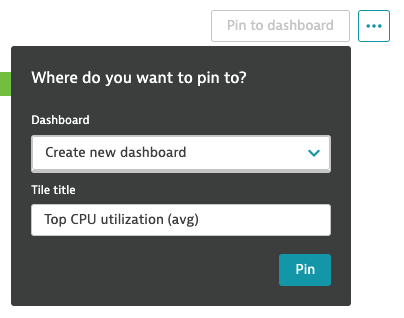 Pin to dashboard
Where do you want to pin to?
Dashboard
Create new dashboard
Tile title
Top CPU utilization (avg)
Pin